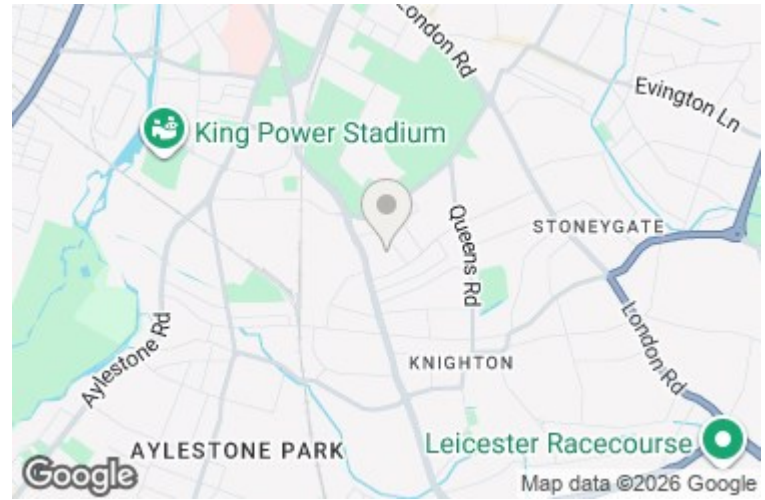 London Rd
Evington Ln
King Power Stadium
Queens Rd
STONEYGATE
Aylestone Rd
London Rd
KNIGHTON
AYLESTONE PARK
Leicester Racecourse
Google
Map data ©2026 Google